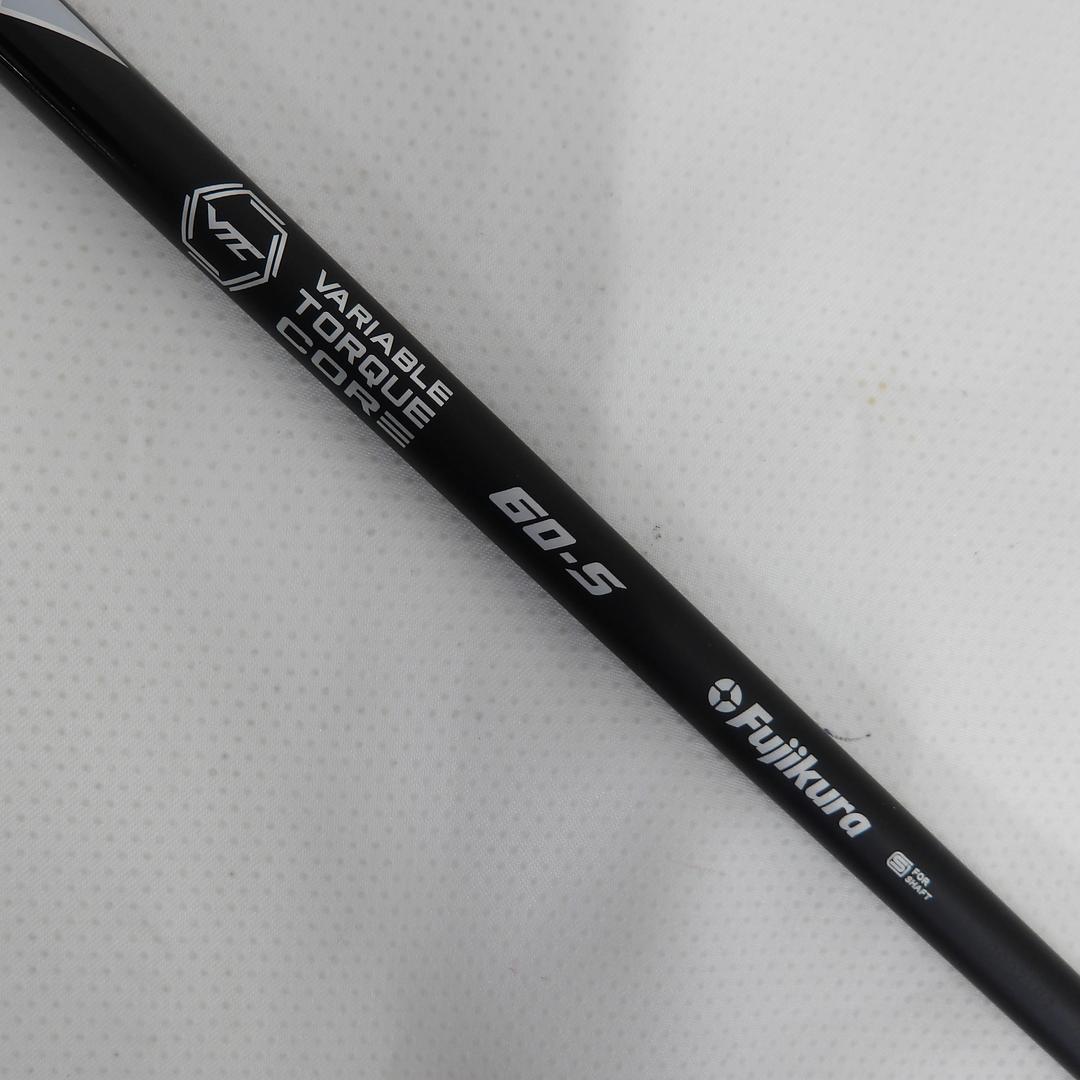 VTC
VARIABLE
TORQUE
CORE
60-S
Fujikura
S FOR
SHAFT